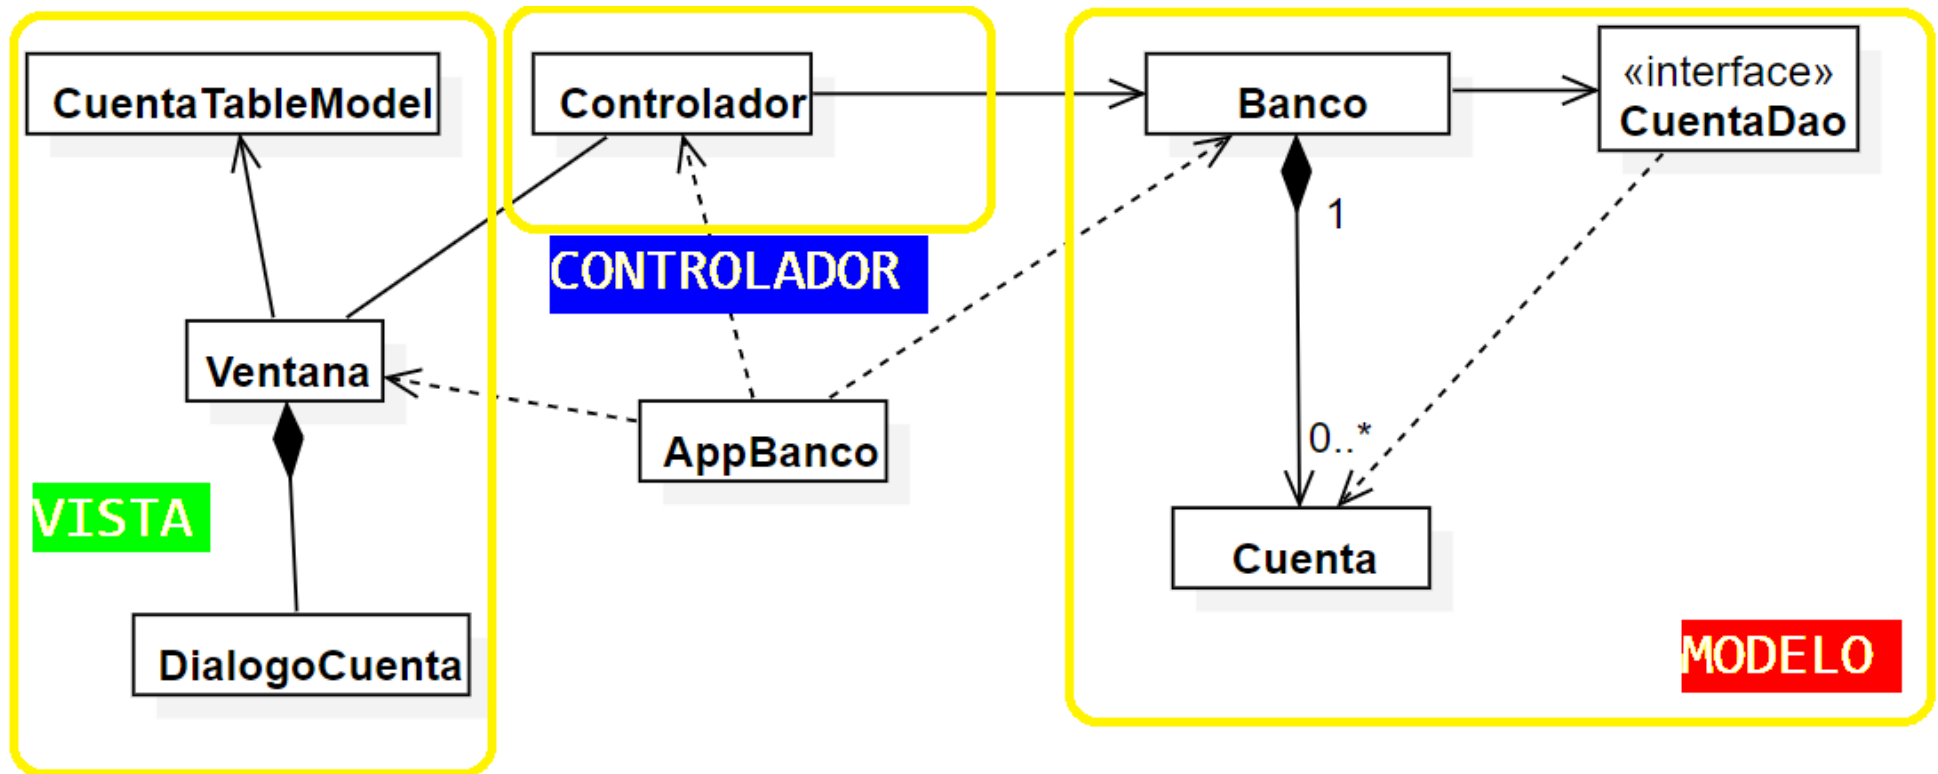 CuentaTableModel
Controlador
Banco
«interface»
CuentaDao
1
CONTROLADOR
Ventana
AppBanco
0..*
VISTA
Cuenta
DialogoCuenta
MODELO